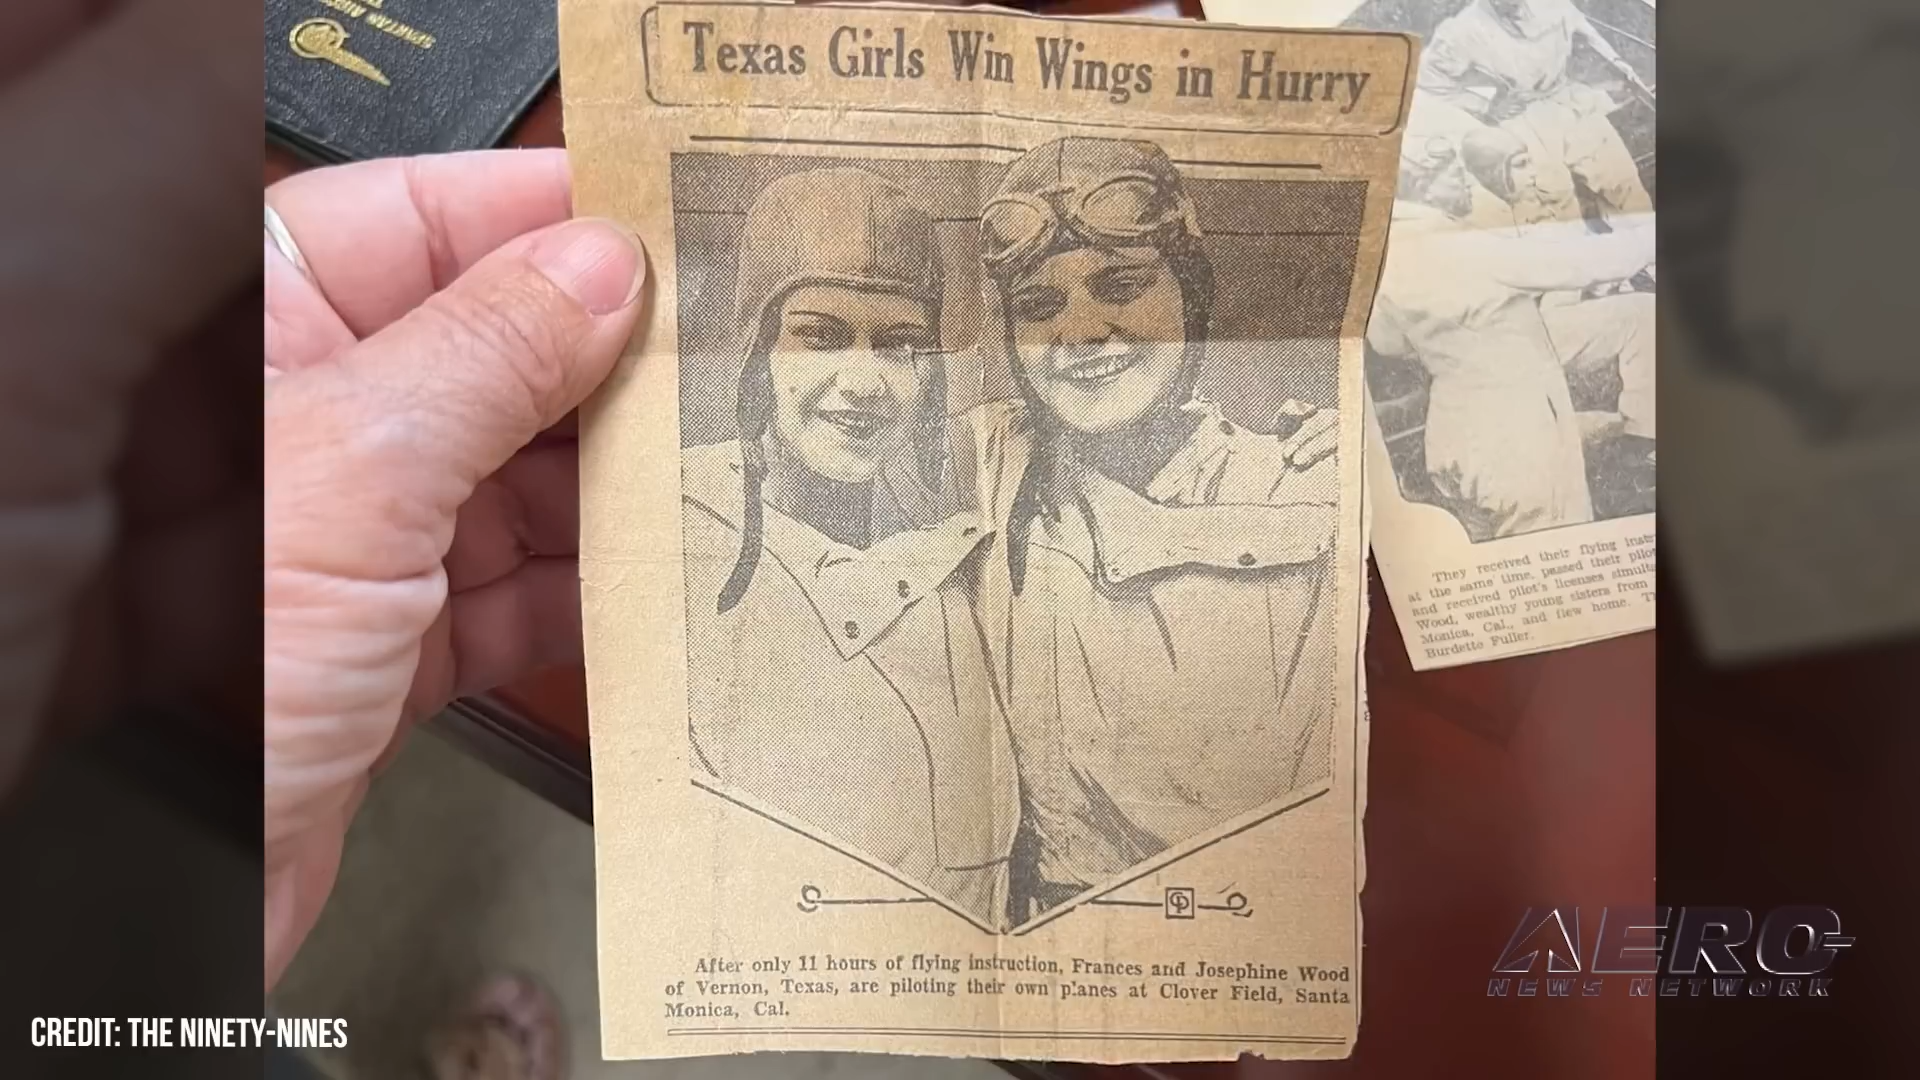 SPARTAN
Texas Girls Win Wings in Hurry
After only 11 hours of flying instruction, Frances and Josephine Wood
of Vernon, Texas, are piloting their own planes at Clover Field, Santa
Monica, Cal.
They received their flying
at the same time, passed their
and received pilot's licenses
Wood, wealthy young sisters from
Monica, Cal., and flew home.
Burdette Fuller.
CREDIT: THE NINETY-NINES
AERO
NEWS NETWORK